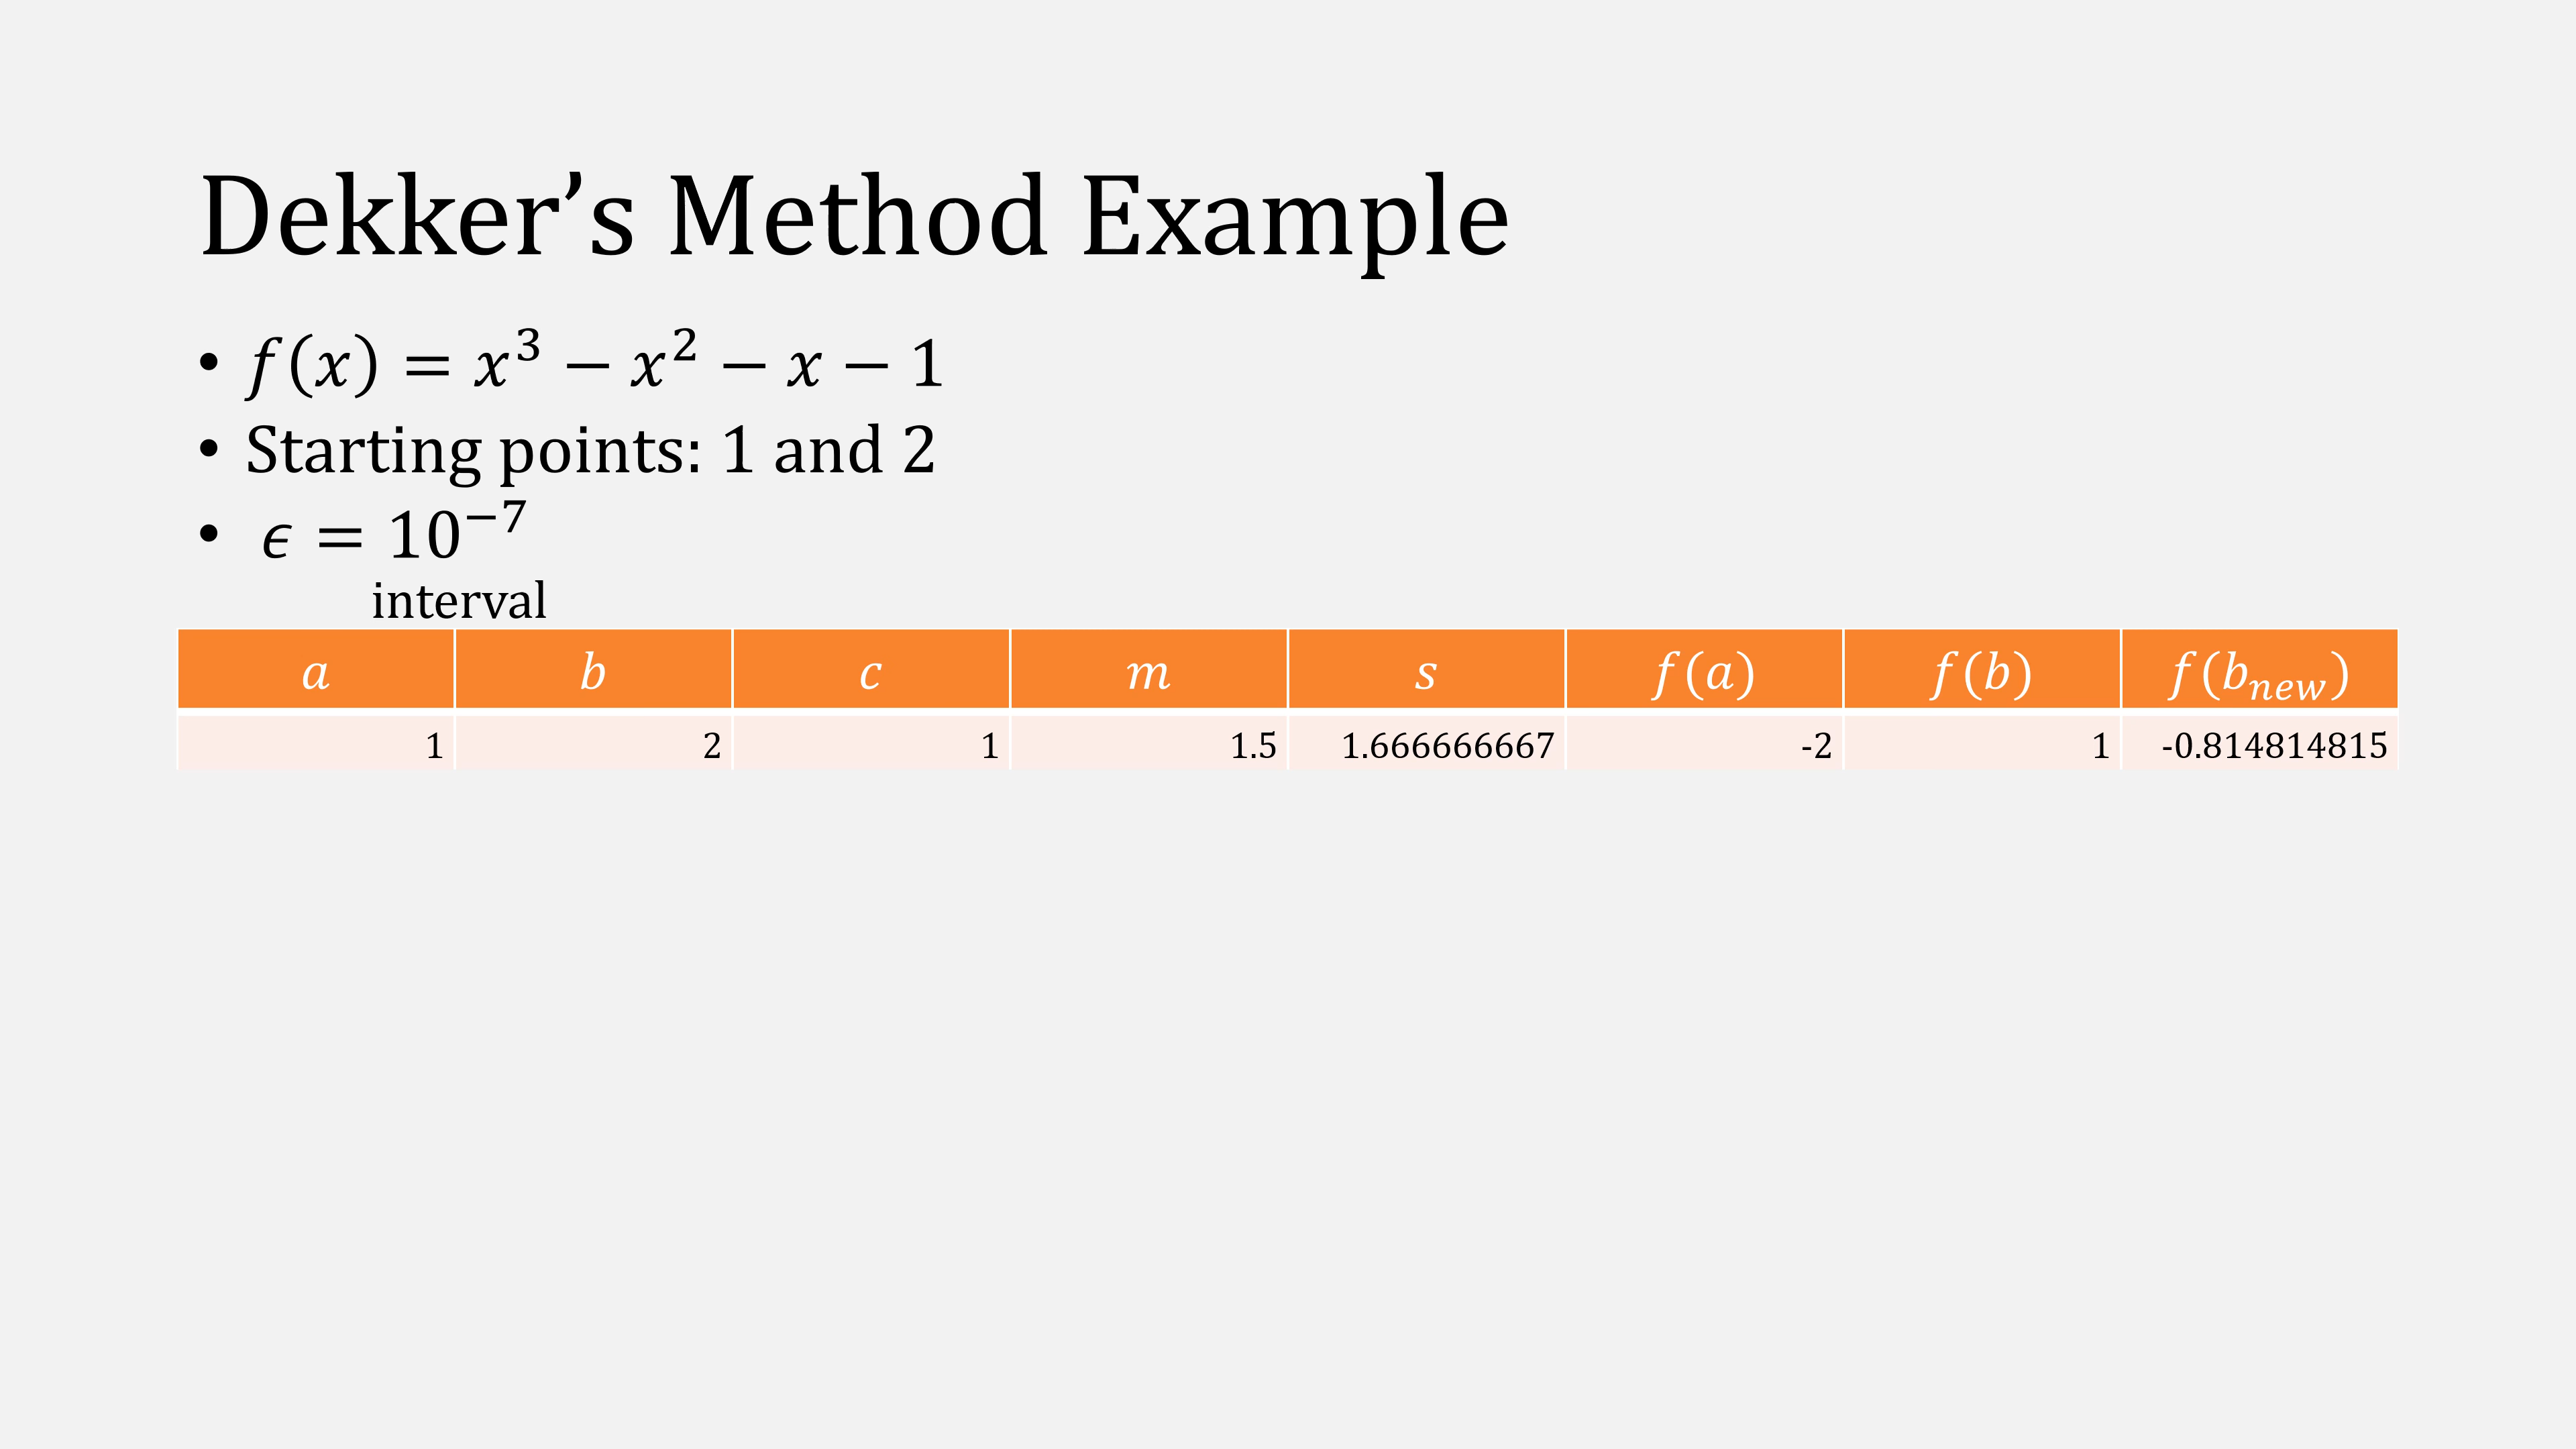 Dekker’s Method Example
• f(x) = x³ − x² − x − 1
• Starting points: 1 and 2
• ϵ = 10⁻⁷
interval
a b c m s f(a) f(b) f(bₙₑw)
1 2 1 1.5 1.666666667 -2 1 -0.814814815